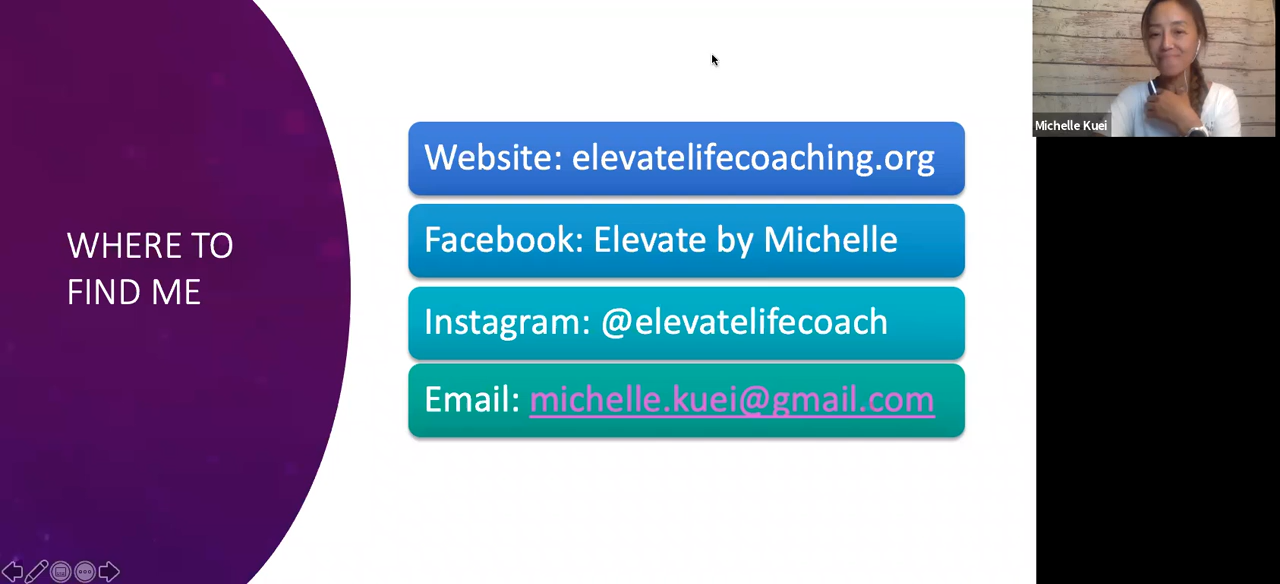 WHERE TO
FIND ME
Website: elevatelifecoaching.org
Facebook: Elevate by Michelle
Instagram: @elevatelifecoach
Email: michelle.kuei@gmail.com
Michelle Kuei